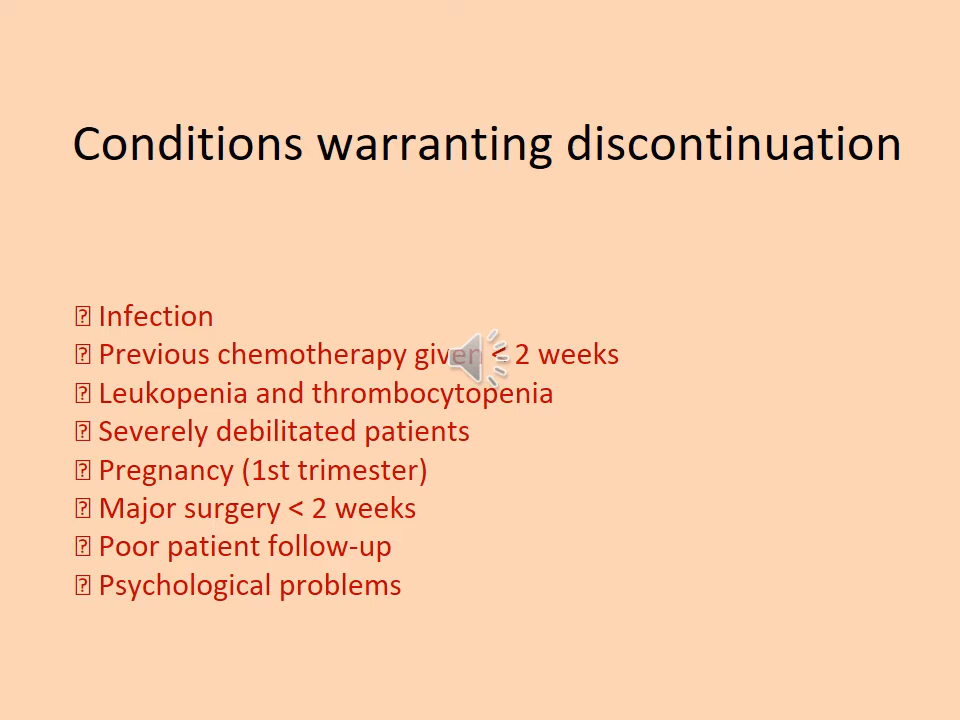 Conditions warranting discontinuation
Infection
Previous chemotherapy given < 2 weeks
Leukopenia and thrombocytopenia
Severely debilitated patients
Pregnancy (1st trimester)
Major surgery < 2 weeks
Poor patient follow-up
Psychological problems